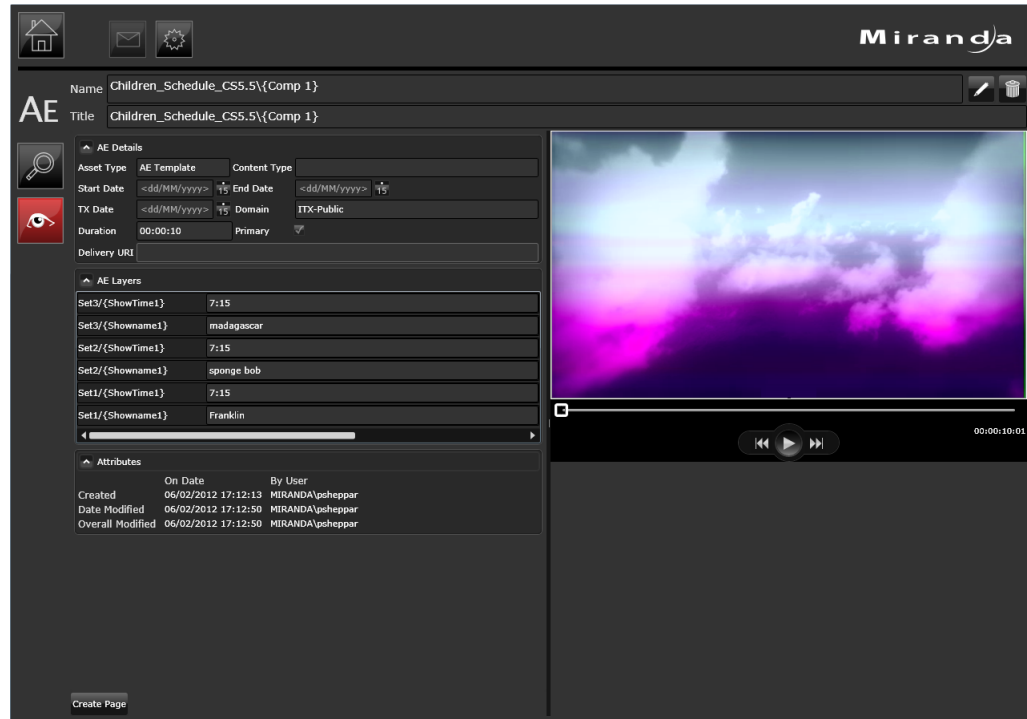 Miranda
AE
Name Children_Schedule_CS5.5\{Comp 1}
Title Children_Schedule_CS5.5\{Comp 1}
AE Details
Asset Type AE Template Content Type
Start Date <dd/MM/yyyy> 15 End Date <dd/MM/yyyy> 15
TX Date <dd/MM/yyyy> 15 Domain ITX-Public
Duration 00:00:10 Primary
Delivery URI
AE Layers
Set3/{ShowTime1} 7:15
Set3/{Showname1} madagascar
Set2/{ShowTime1} 7:15
Set2/{Showname1} sponge bob
Set1/{ShowTime1} 7:15
Set1/{Showname1} Franklin
00:00:10:01
Attributes
On Date By User
Created 06/02/2012 17:12:13 MIRANDA\psheppar
Date Modified 06/02/2012 17:12:50 MIRANDA\psheppar
Overall Modified 06/02/2012 17:12:50 MIRANDA\psheppar
Create Page